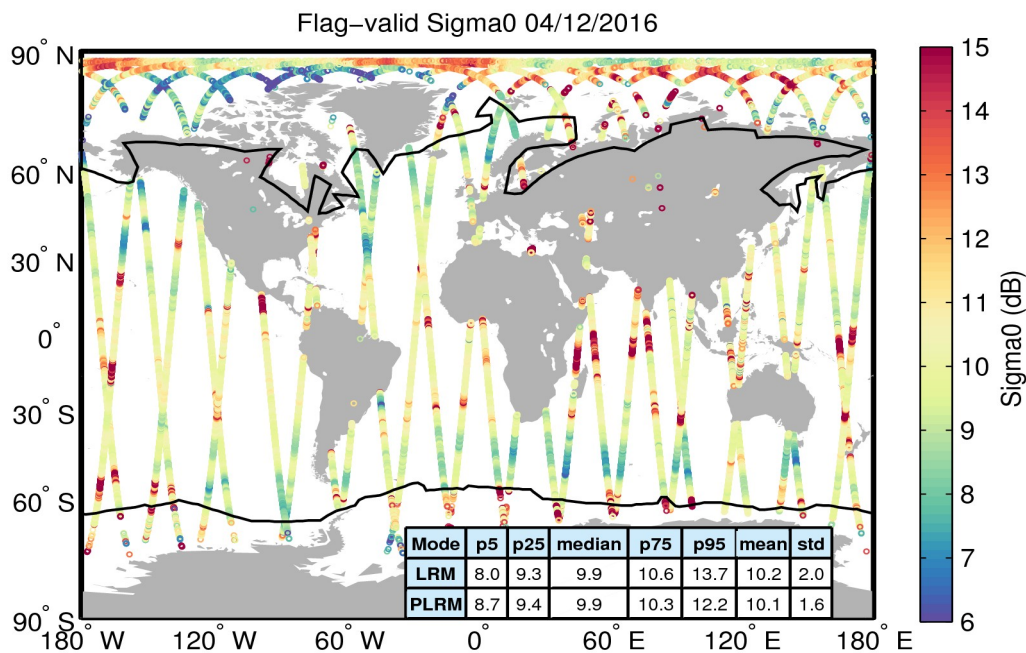 Flag−valid Sigma0 04/12/2016
90° N
60° N
30° N
0°
30° S
60° S
90° S
180° W
120° W
60° W
0°
60° E
120° E
180° E
Mode p5 p25 median p75 p95 mean std
LRM 8.0 9.3 9.9 10.6 13.7 10.2 2.0
PLRM 8.7 9.4 9.9 10.3 12.2 10.1 1.6
15
14
13
12
11
10
9
8
7
6
Sigma0 (dB)